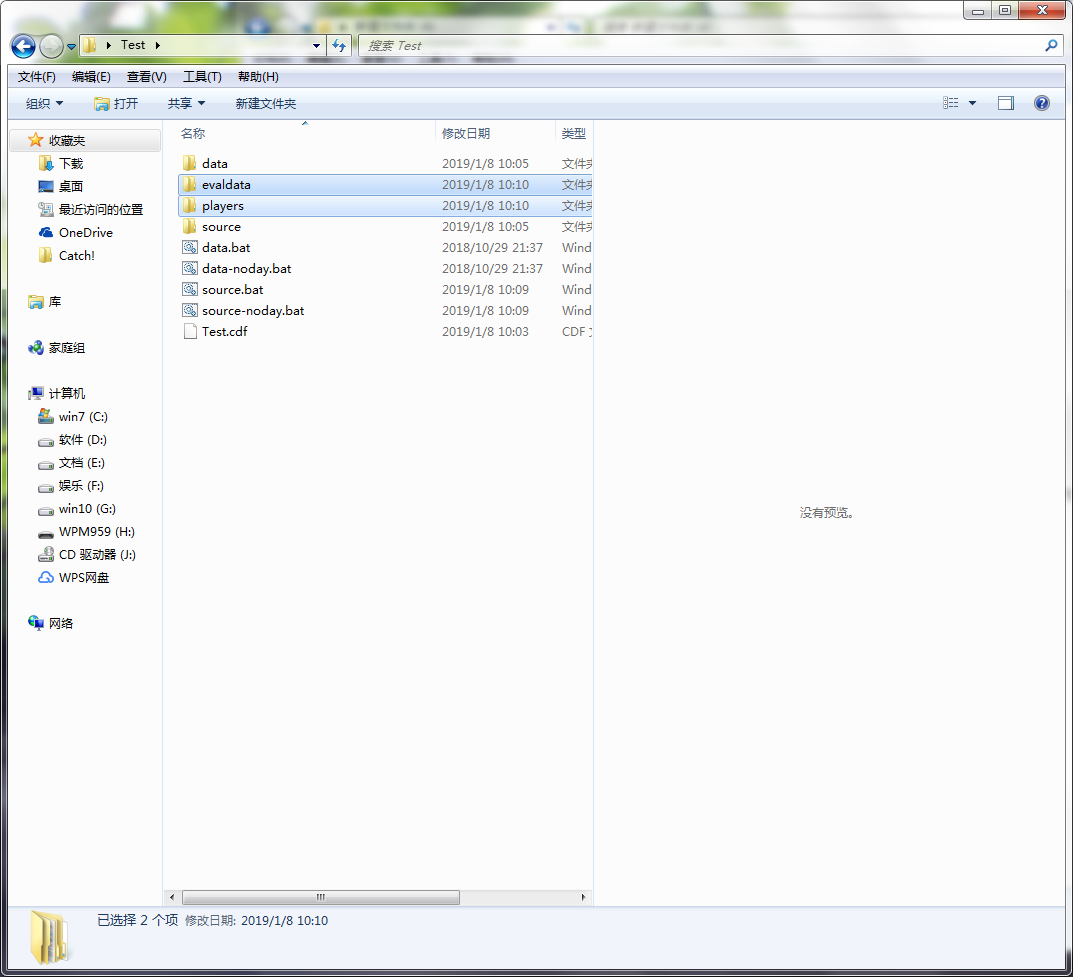 Test
搜索 Test
文件(F) 编辑(E) 查看(V) 工具(T) 帮助(H)
组织 打开 共享 新建文件夹
收藏夹
下载
桌面
最近访问的位置
OneDrive
Catch!
库
家庭组
计算机
win7 (C:)
软件 (D:)
文档 (E:)
娱乐 (F:)
win10 (G:)
WPM959 (H:)
CD 驱动器 (J:)
WPS网盘
网络
名称 修改日期 类型
data 2019/1/8 10:05 文件夹
evaldata 2019/1/8 10:10 文件夹
players 2019/1/8 10:10 文件夹
source 2019/1/8 10:05 文件夹
data.bat 2018/10/29 21:37 Wind
data-noday.bat 2018/10/29 21:37 Wind
source.bat 2019/1/8 10:09 Wind
source-noday.bat 2019/1/8 10:09 Wind
Test.cdf 2019/1/8 10:03 CDF
没有预览。
已选择 2 个项 修改日期: 2019/1/8 10:10